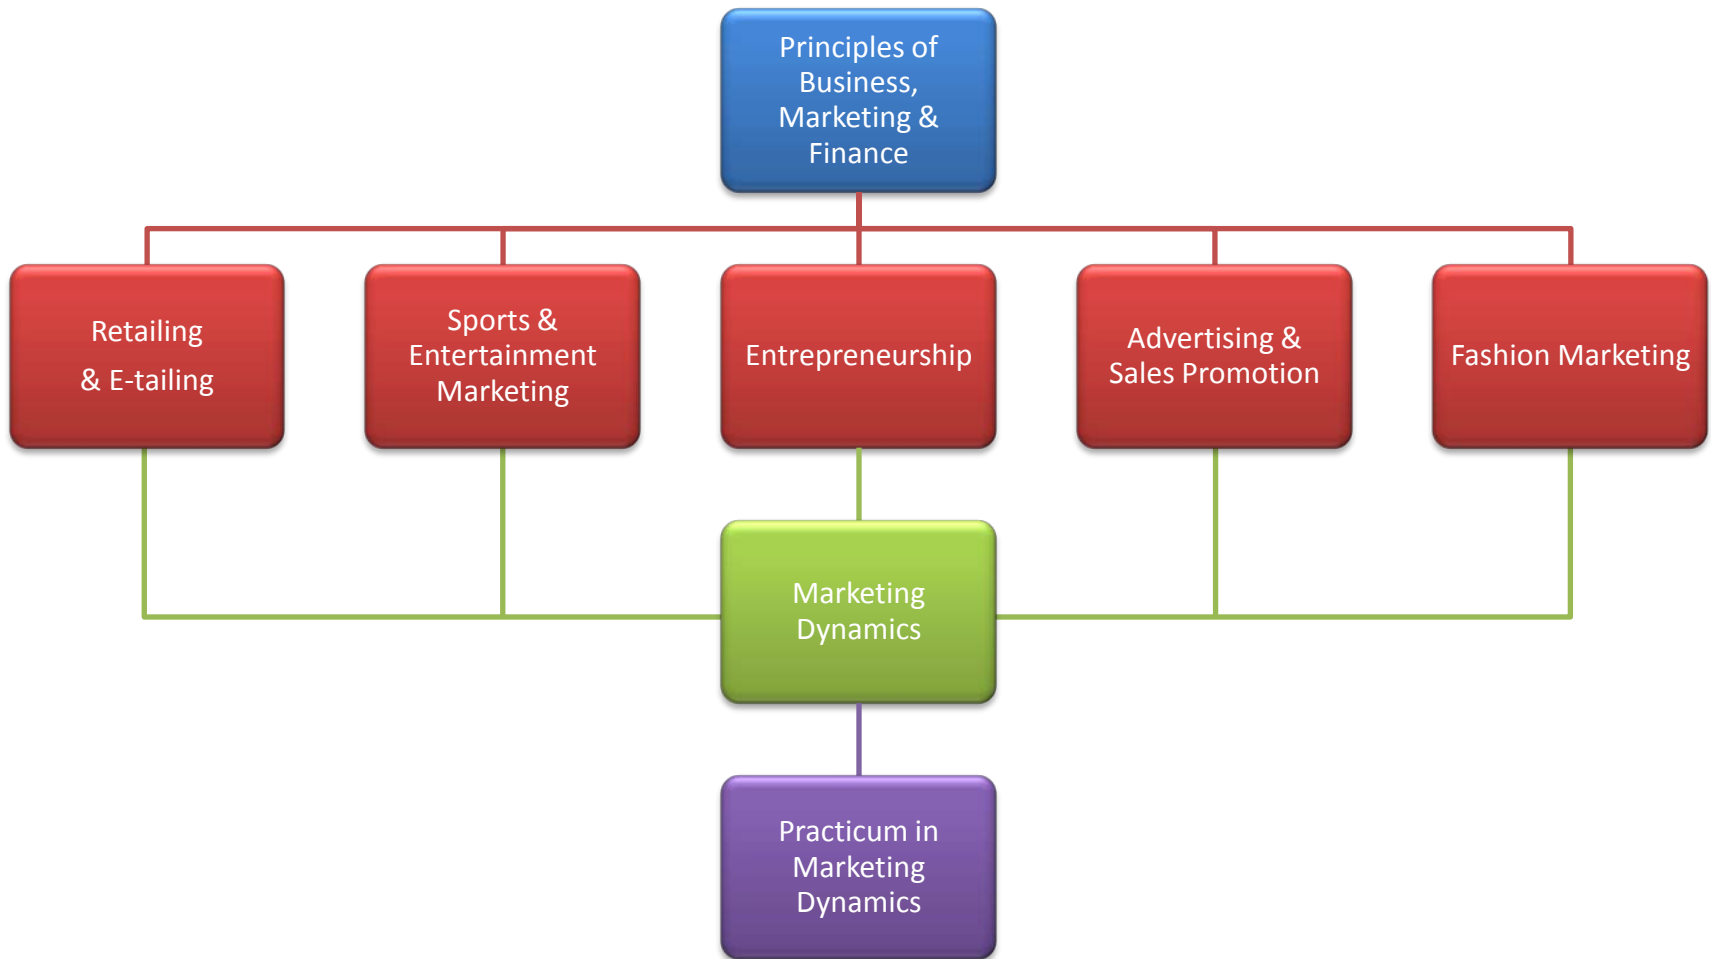 Principles of
Business,
Marketing &
Finance
Retailing
& E-tailing
Sports &
Entertainment
Marketing
Entrepreneurship
Advertising &
Sales Promotion
Fashion Marketing
Marketing
Dynamics
Practicum in
Marketing
Dynamics